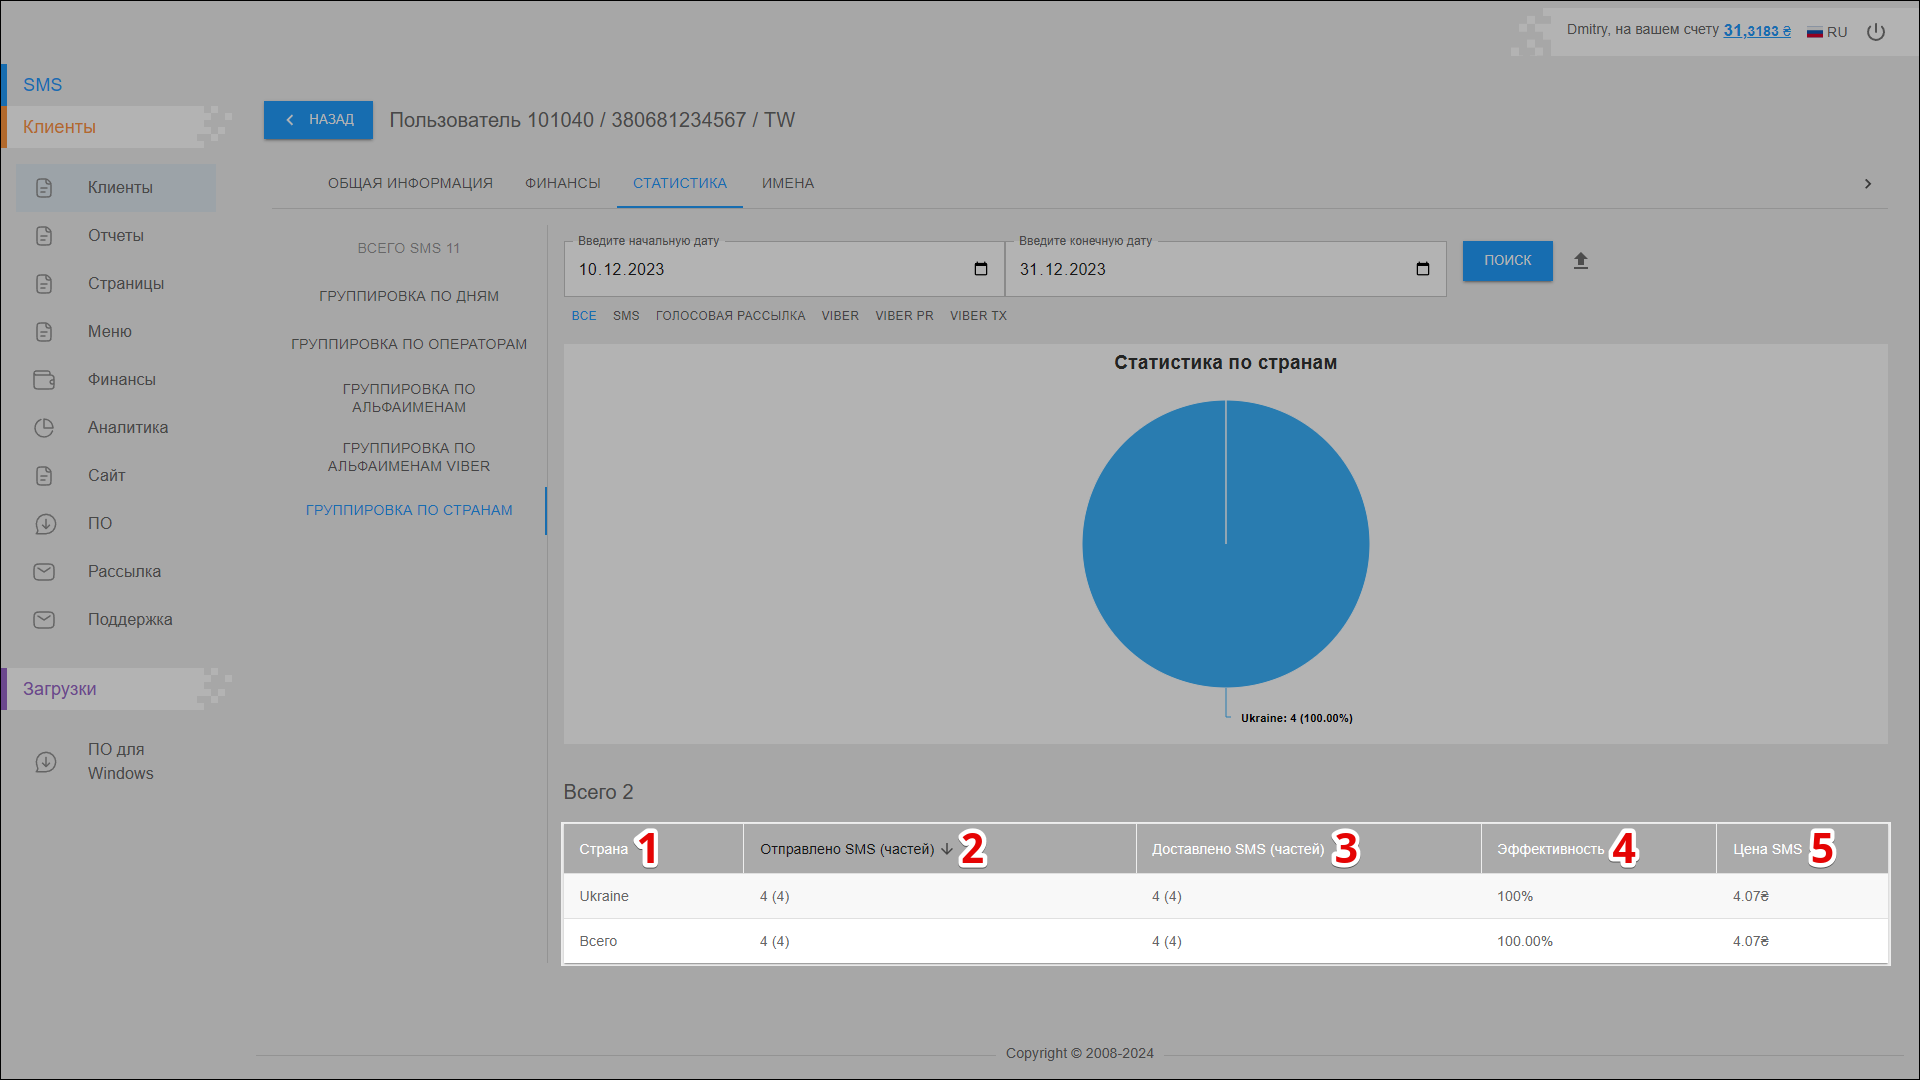 Dmitry, на вашем счету 31,3183 ₴ RU
SMS
Клиенты
НАЗАД Пользователь 101040 / 380681234567 / TW
Клиенты
Отчеты
Страницы
Меню
Финансы
Аналитика
Сайт
ПО
Рассылка
Поддержка
Загрузки
ПО для
Windows
ОБЩАЯ ИНФОРМАЦИЯ ФИНАНСЫ СТАТИСТИКА ИМЕНА
ВСЕГО SMS 11
ГРУППИРОВКА ПО ДНЯМ
ГРУППИРОВКА ПО ОПЕРАТОРАМ
ГРУППИРОВКА ПО
АЛЬФАИМЕНАМ
ГРУППИРОВКА ПО
АЛЬФАИМЕНАМ VIBER
ГРУППИРОВКА ПО СТРАНАМ
Введите начальную дату Введите конечную дату
10.12.2023 31.12.2023 ПОИСК
ВСЕ SMS ГОЛОСОВАЯ РАССЫЛКА VIBER VIBER PR VIBER TX
Статистика по странам
Ukraine: 4 (100.00%)
Всего 2
Страна 1 Отправлено SMS (частей) 2 Доставлено SMS (частей) 3 Эффективность 4 Цена SMS 5
Ukraine 4 (4) 4 (4) 100% 4.07₴
Всего 4 (4) 4 (4) 100.00% 4.07₴
Copyright © 2008-2024